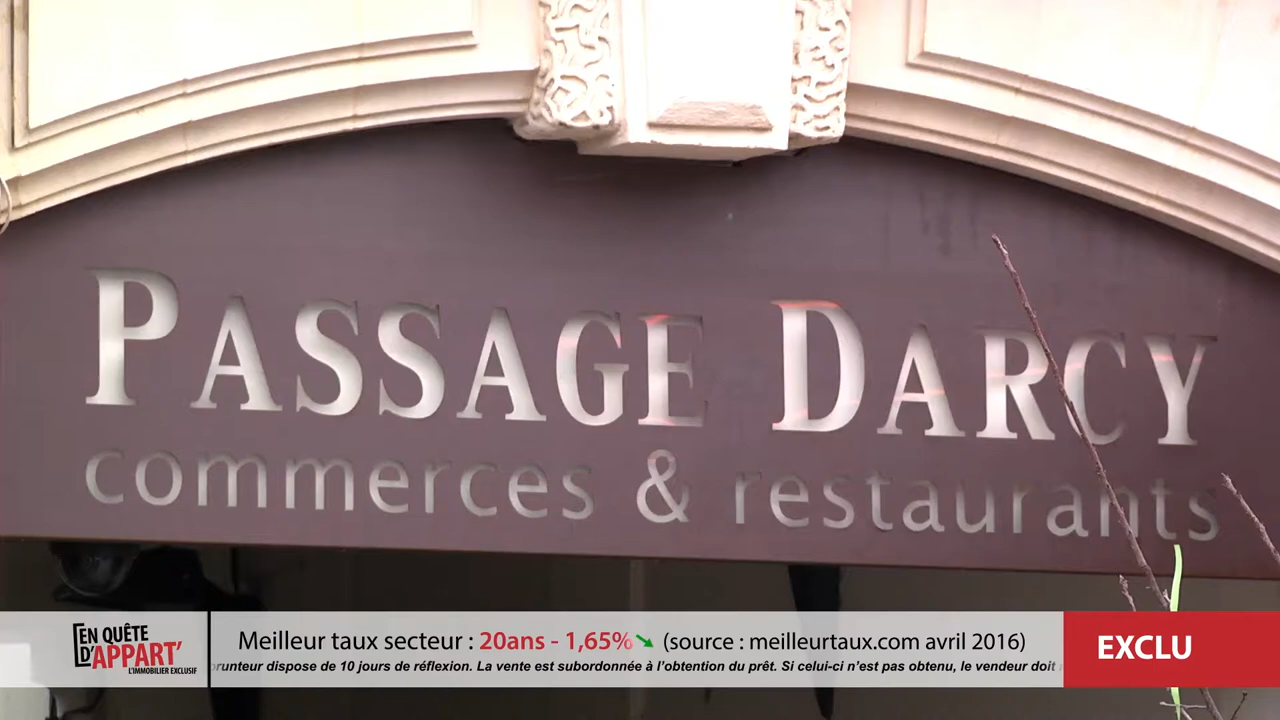 PASSAGE DARCY
commerces & restaurants
EN QUÊTE
D'APPART'
L'IMMOBILIER EXCLUSIF
Meilleur taux secteur : 20ans - 1,65% (source : meilleurtaux.com avril 2016)
dispose de 10 jours de réflexion. La vente est subordonnée à l'obtention du prêt. Si celui-ci n'est pas obtenu, le vendeur doit
EXCLU